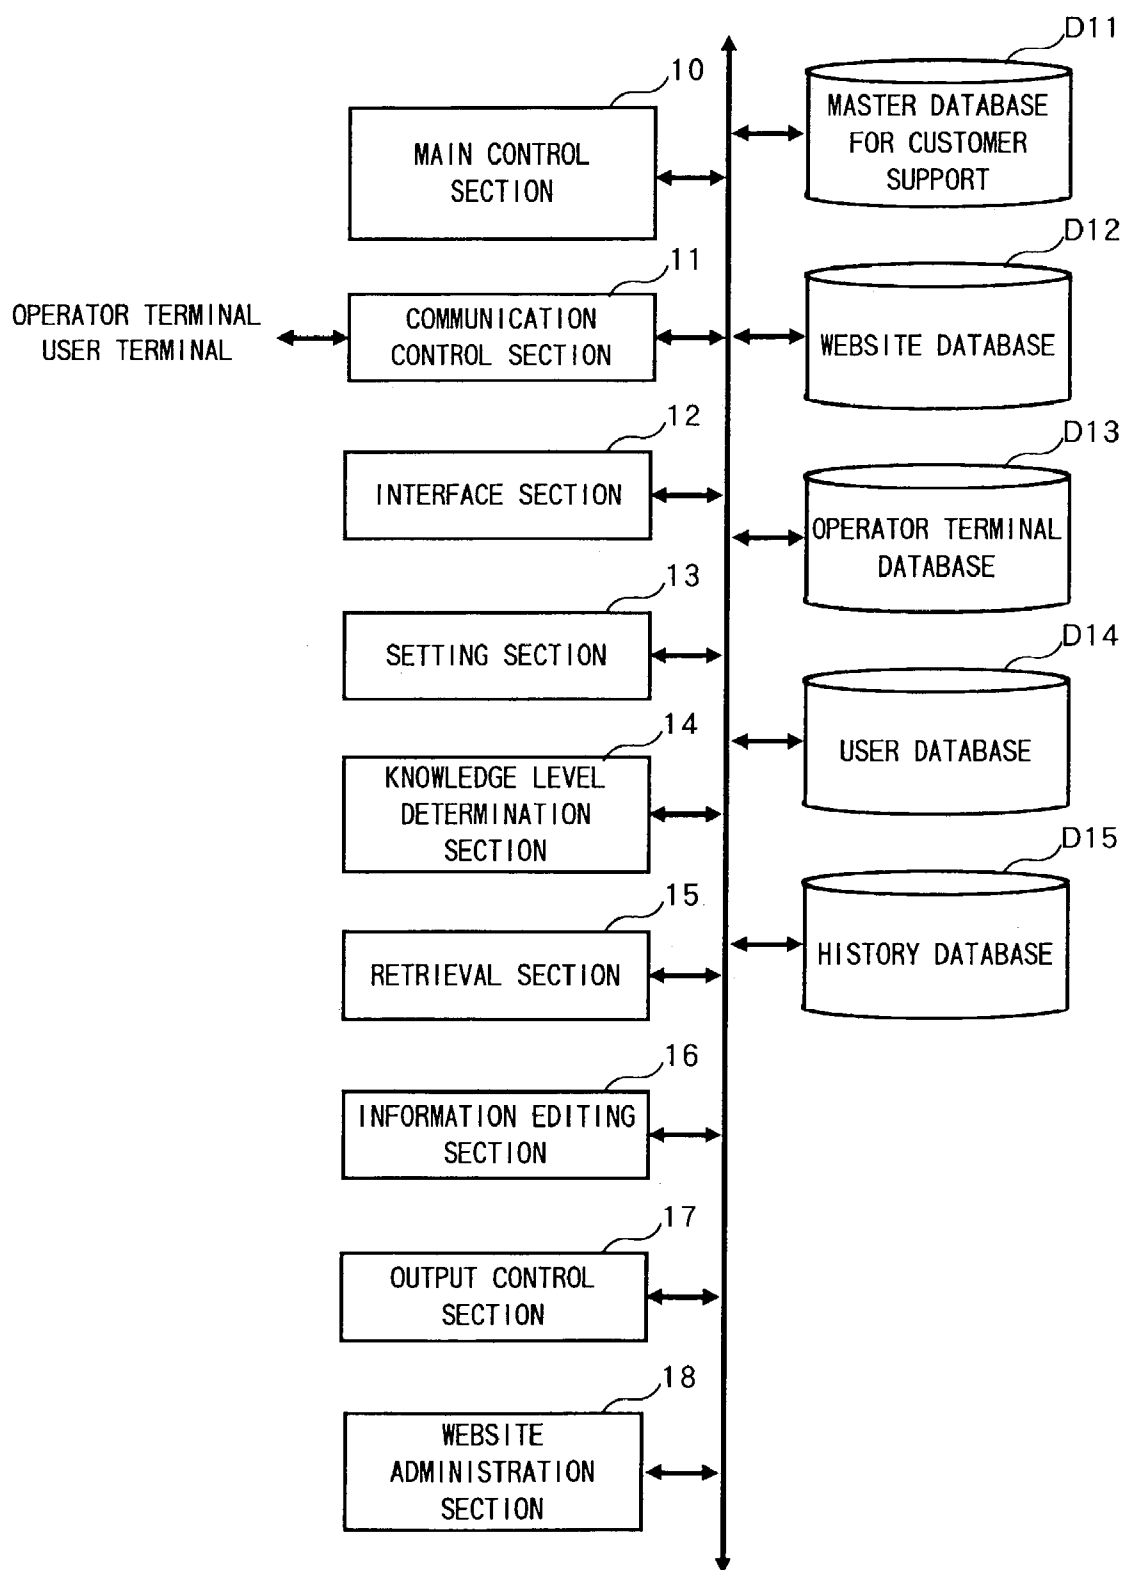 D11
10
MASTER DATABASE
FOR CUSTOMER
SUPPORT
MAIN CONTROL
SECTION
D12
11
OPERATOR TERMINAL
USER TERMINAL
COMMUNICATION
CONTROL SECTION
WEBSITE DATABASE
12
D13
INTERFACE SECTION
OPERATOR TERMINAL
DATABASE
13
D14
SETTING SECTION
14
USER DATABASE
KNOWLEDGE LEVEL
DETERMINATION
SECTION
D15
15
RETRIEVAL SECTION
HISTORY DATABASE
16
INFORMATION EDITING
SECTION
17
OUTPUT CONTROL
SECTION
18
WEBSITE
ADMINISTRATION
SECTION